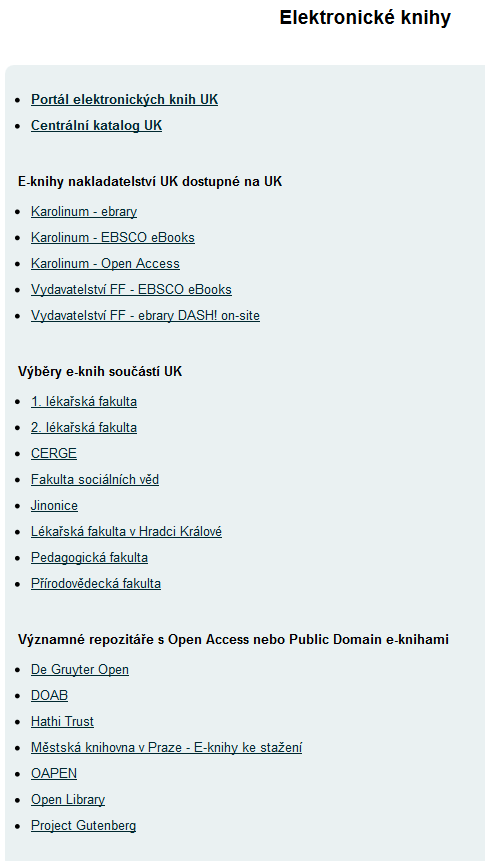 Elektronické knihy
Portál elektronických knih UK
Centrální katalog UK
E-knihy nakladatelství UK dostupné na UK
Karolinum - ebrary
Karolinum - EBSCO eBooks
Karolinum - Open Access
Vydavatelství FF - EBSCO eBooks
Vydavatelství FF - ebrary DASH! on-site
Výběry e-knih součástí UK
1. lékařská fakulta
2. lékařská fakulta
CERGE
Fakulta sociálních věd
Jinonice
Lékařská fakulta v Hradci Králové
Pedagogická fakulta
Přírodovědecká fakulta
Významné repozitáře s Open Access nebo Public Domain e-knihami
De Gruyter Open
DOAB
Hathi Trust
Městská knihovna v Praze - E-knihy ke stažení
OAPEN
Open Library
Project Gutenberg